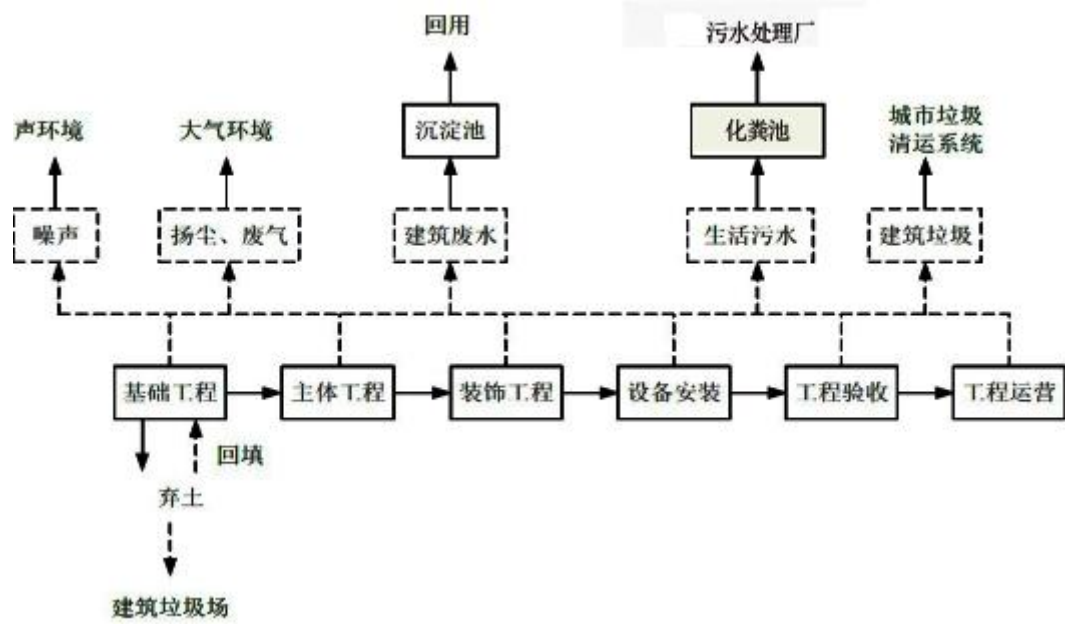 回用
污水处理厂
声环境
大气环境
沉淀池
化粪池
城市垃圾
清运系统
噪声
扬尘、废气
建筑废水
生活污水
建筑垃圾
基础工程
主体工程
装饰工程
设备安装
工程验收
工程运营
回填
弃土
建筑垃圾场